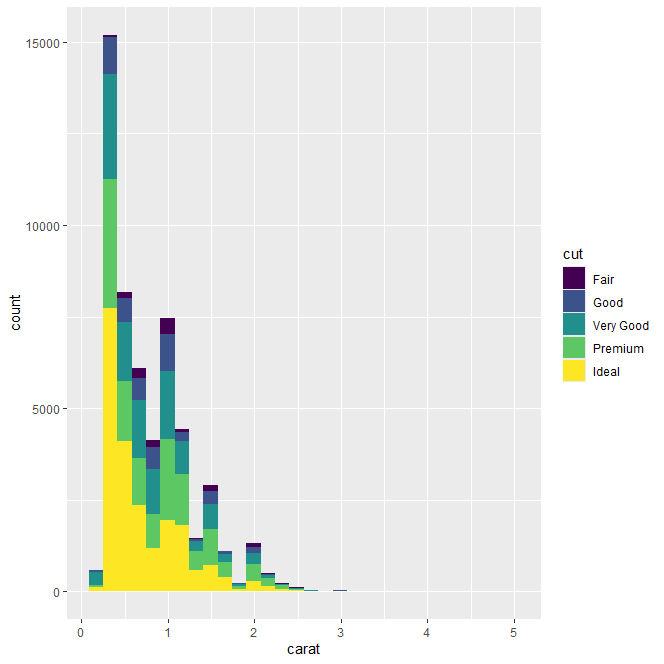 15000
10000
5000
0
count
0 1 2 3 4 5
carat
cut
Fair
Good
Very Good
Premium
Ideal